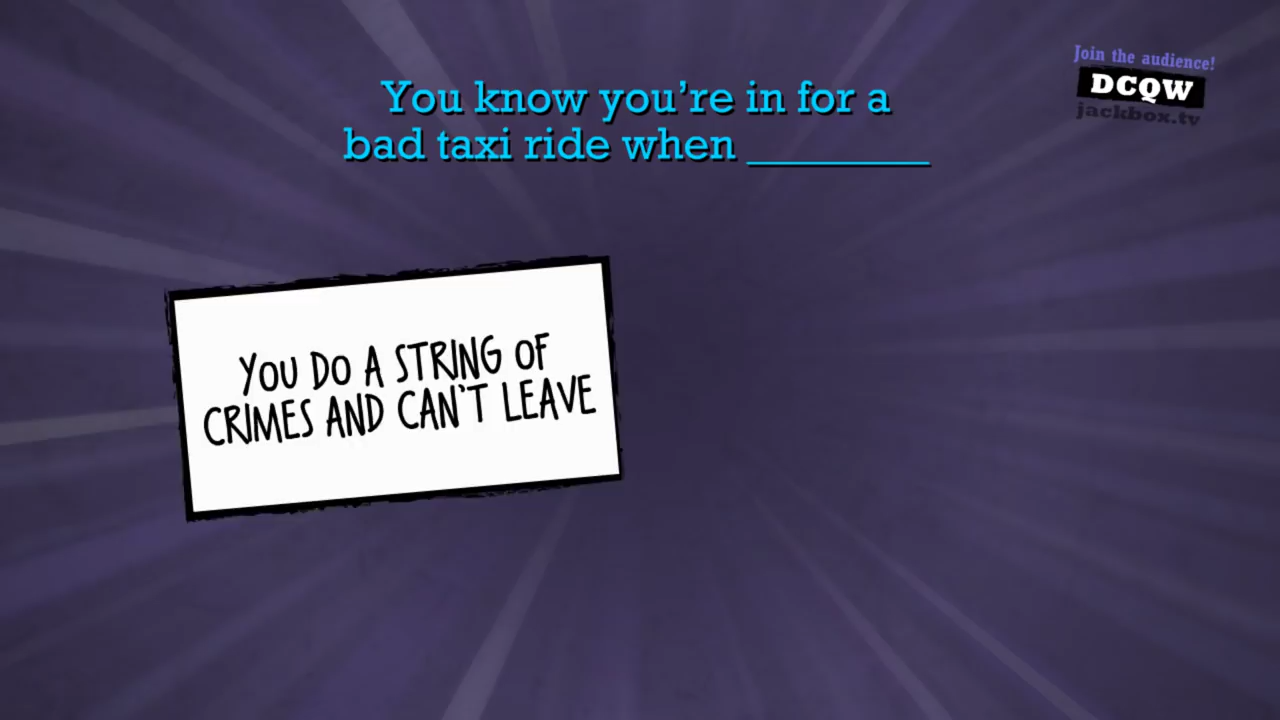 Join the audience!
DCQW
jackbox.tv
You know you're in for a
bad taxi ride when _________
YOU DO A STRING OF
CRIMES AND CAN'T LEAVE